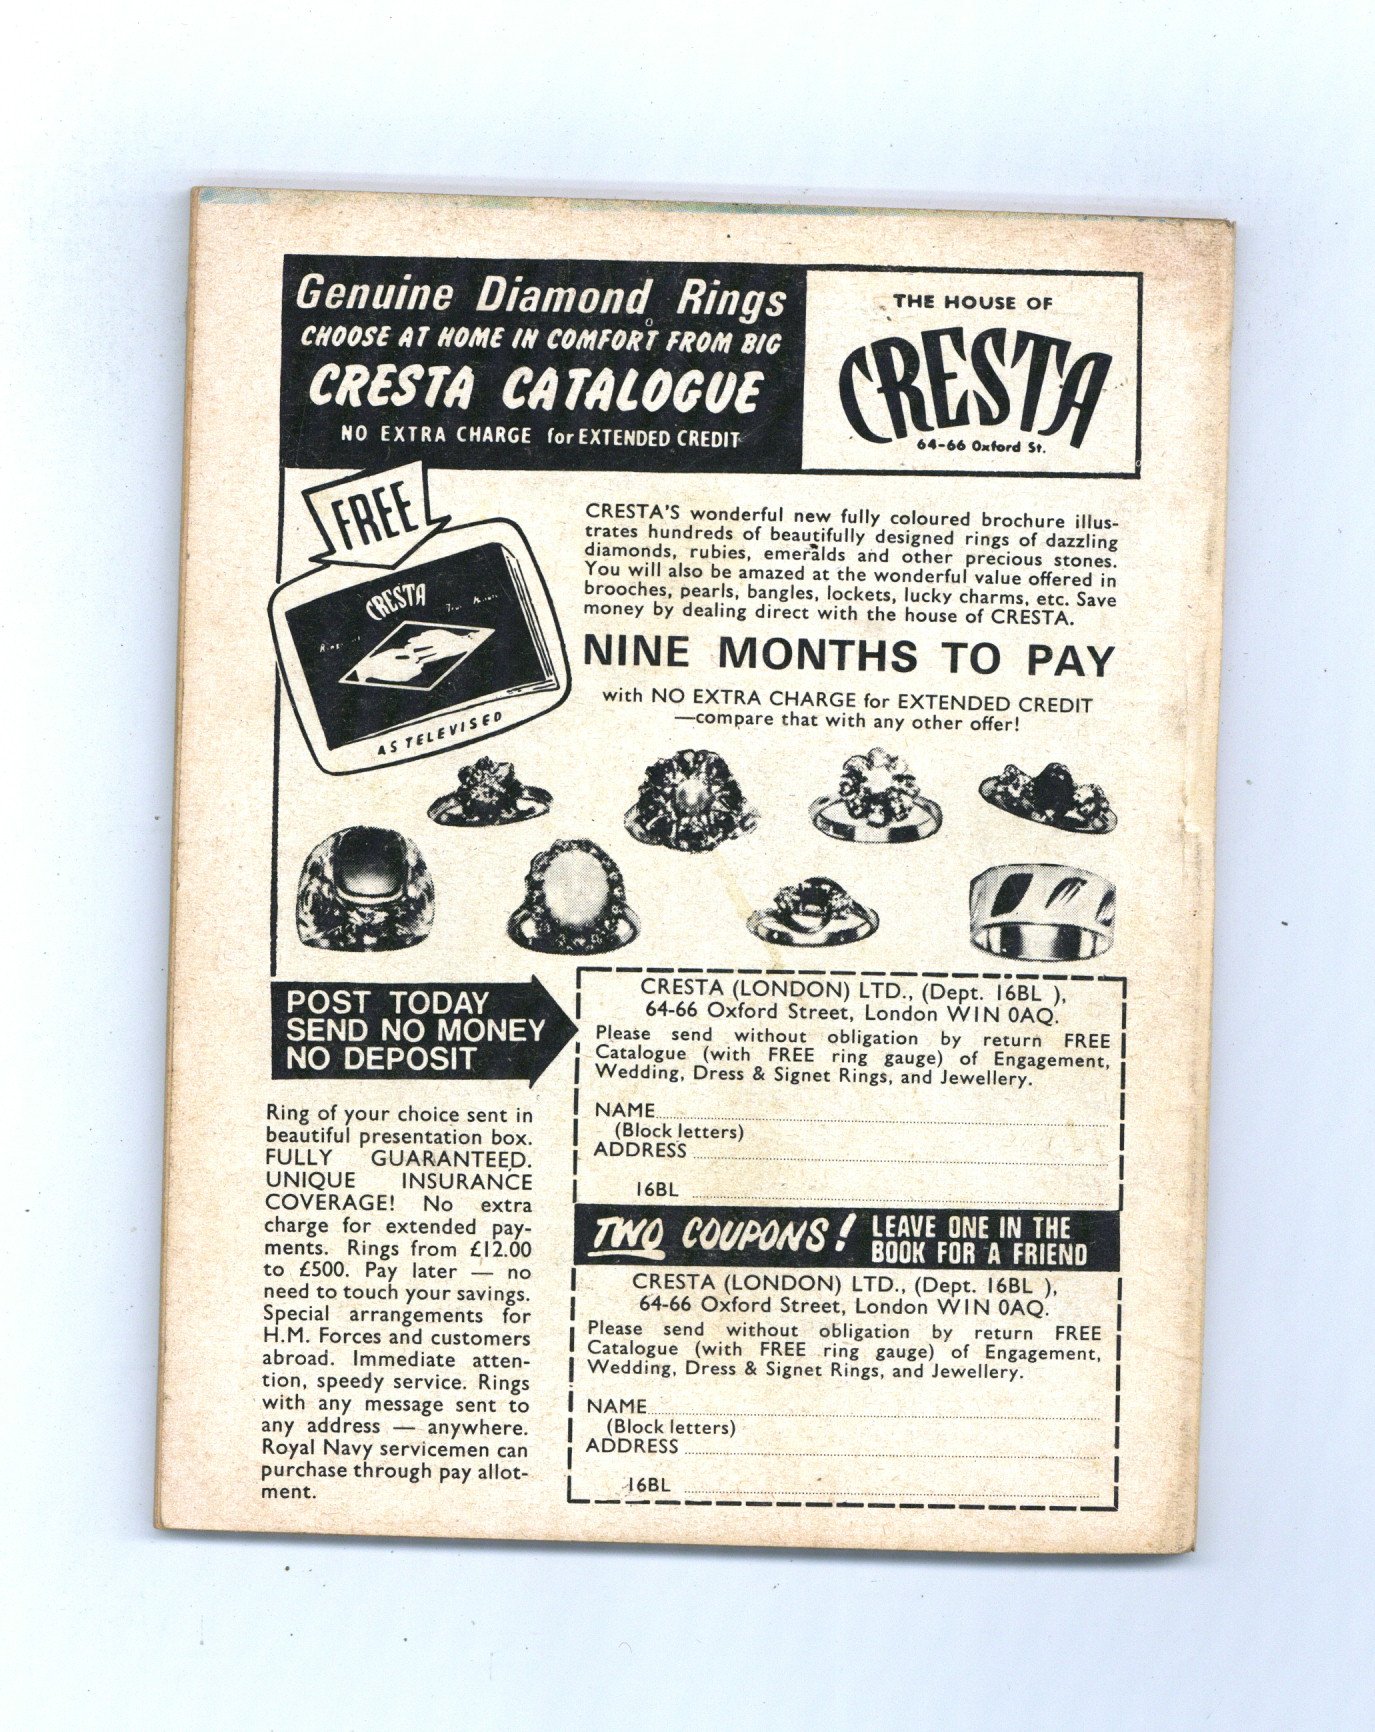 Genuine Diamond Rings
CHOOSE AT HOME IN COMFORT FROM BIG
CRESTA CATALOGUE
NO EXTRA CHARGE for EXTENDED CREDIT
THE HOUSE OF
CRESTA
64-66 Oxford St.
FREE
CRESTA
AS TELEVISED
CRESTA'S wonderful new fully coloured brochure illus-
trates hundreds of beautifully designed rings of dazzling
diamonds, rubies, emeralds and other precious stones.
You will also be amazed at the wonderful value offered in
brooches, pearls, bangles, lockets, lucky charms, etc. Save
money by dealing direct with the house of CRESTA.
NINE MONTHS TO PAY
with NO EXTRA CHARGE for EXTENDED CREDIT
—compare that with any other offer!
POST TODAY
SEND NO MONEY
NO DEPOSIT
Ring of your choice sent in
beautiful presentation box.
FULLY GUARANTEED.
UNIQUE INSURANCE
COVERAGE! No extra
charge for extended pay-
ments. Rings from £12.00
to £500. Pay later — no
need to touch your savings.
Special arrangements for
H.M. Forces and customers
abroad. Immediate atten-
tion, speedy service. Rings
with any message sent to
any address — anywhere.
Royal Navy servicemen can
purchase through pay allot-
ment.
CRESTA (LONDON) LTD., (Dept. 16BL ),
64-66 Oxford Street, London WIN 0AQ.
Please send without obligation by return FREE
Catalogue (with FREE ring gauge) of Engagement,
Wedding, Dress & Signet Rings, and Jewellery.
NAME
(Block letters)
ADDRESS
16BL
TWO COUPONS! LEAVE ONE IN THE
BOOK FOR A FRIEND
CRESTA (LONDON) LTD., (Dept. 16BL ),
64-66 Oxford Street, London WIN 0AQ.
Please send without obligation by return FREE
Catalogue (with FREE ring gauge) of Engagement,
Wedding, Dress & Signet Rings, and Jewellery.
NAME
(Block letters)
ADDRESS
16BL